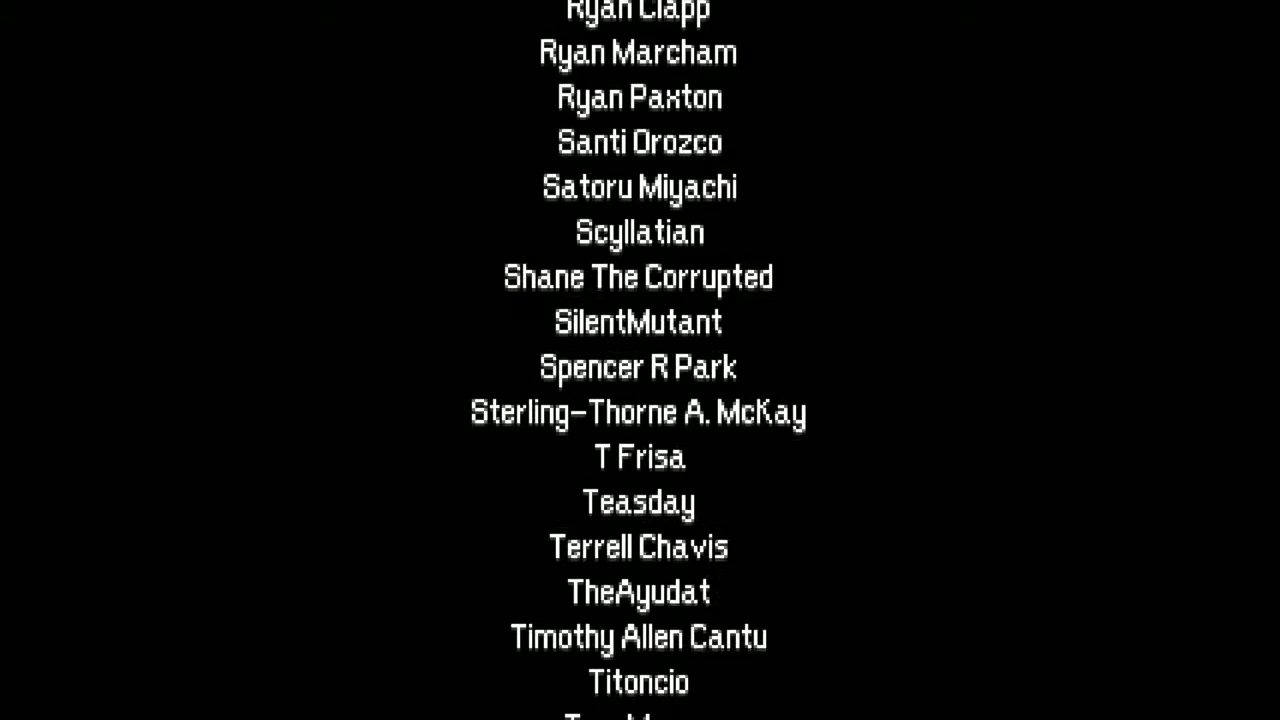 Ryan Clapp
Ryan Marcham
Ryan Paxton
Santi Orozco
Satoru Miyachi
Scyllatian
Shane The Corrupted
SilentMutant
Spencer R Park
Sterling-Thorne A. McKay
T Frisa
Teasday
Terrell Chavis
TheAyudat
Timothy Allen Cantu
Titoncio